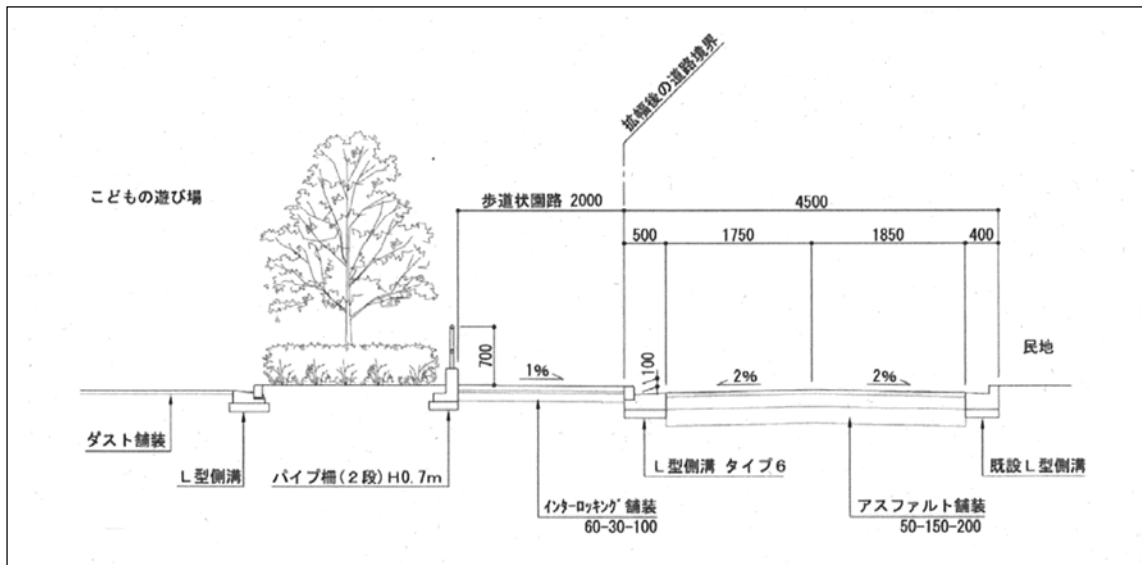 拡幅後の道路境界
こどもの遊び場
歩道状園路 2000
4500
500
1750
1850
400
700
1%
100
2%
2%
民地
ダスト舗装
L型側溝
パイプ柵(2段)H0.7m
インターロッキング舗装
60-30-100
L型側溝 タイプ6
アスファルト舗装
50-150-200
既設L型側溝